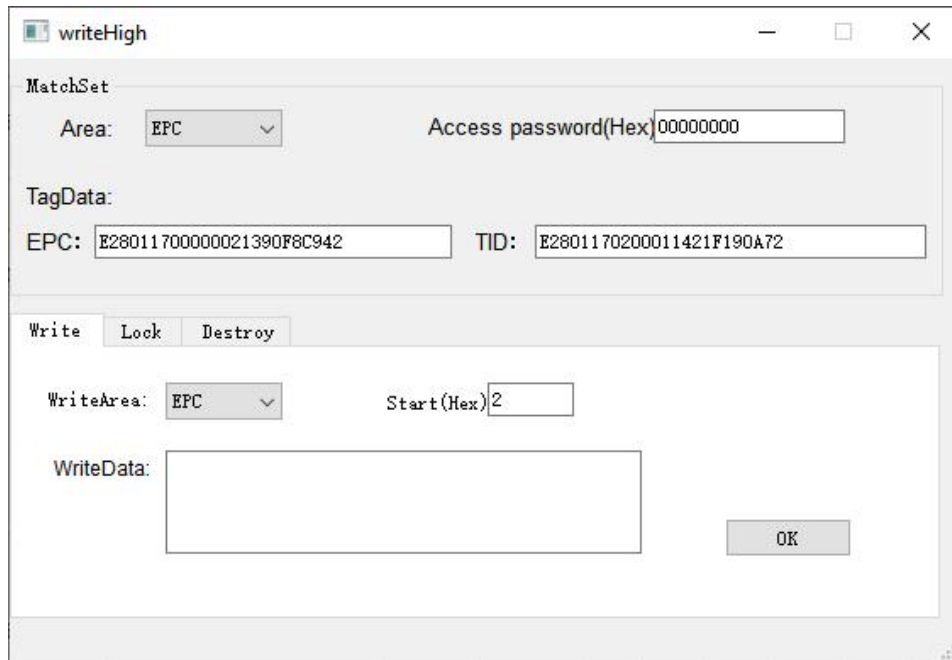 writeHigh
MatchSet
Area: EPC Access password(Hex) 00000000
TagData:
EPC: E28011700000021390F8C942 TID: E2801170200011421F190A72
Write Lock Destroy
WriteArea: EPC Start(Hex) 2
WriteData:
OK